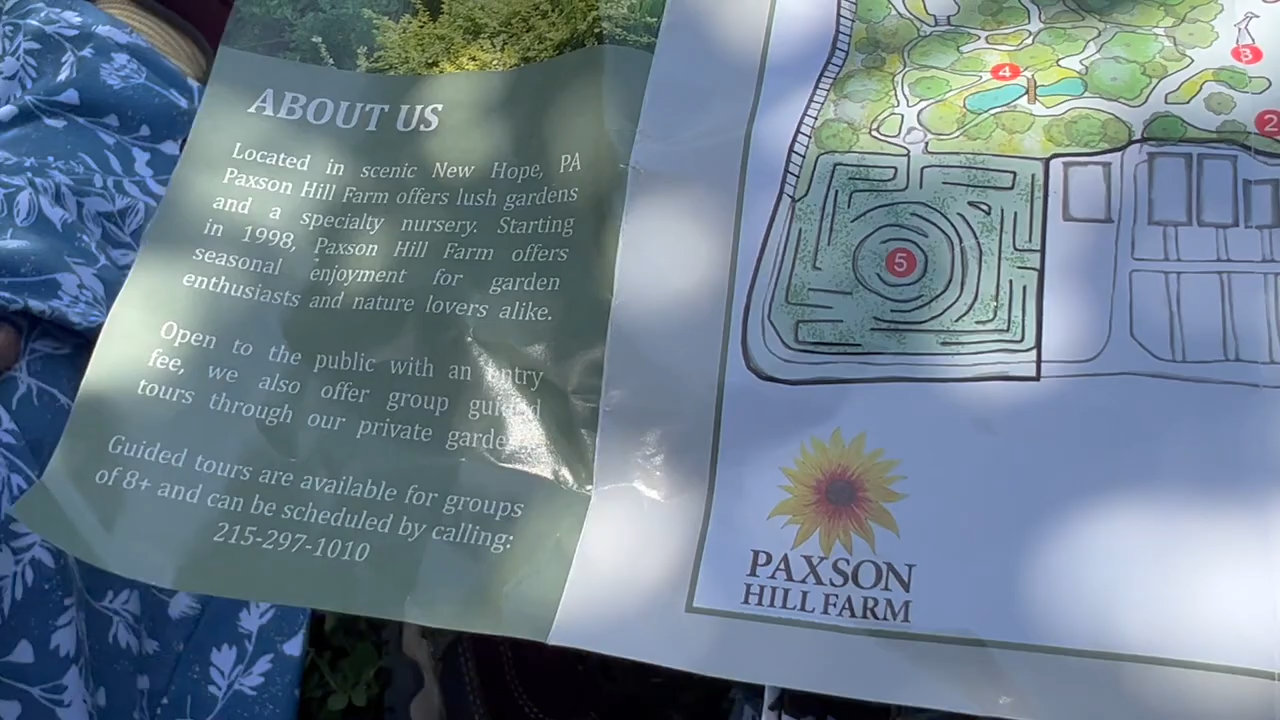 ABOUT US
Located in scenic New Hope, PA
Paxson Hill Farm offers lush gardens
and a specialty nursery. Starting
in 1998, Paxson Hill Farm offers
seasonal enjoyment for garden
enthusiasts and nature lovers alike.
Open to the public with an entry
fee, we also offer group guided
tours through our private
Guided tours are available for groups
of 8+ and can be scheduled by calling:
215-297-1010
3
4
2
5
PAXSON
HILL FARM